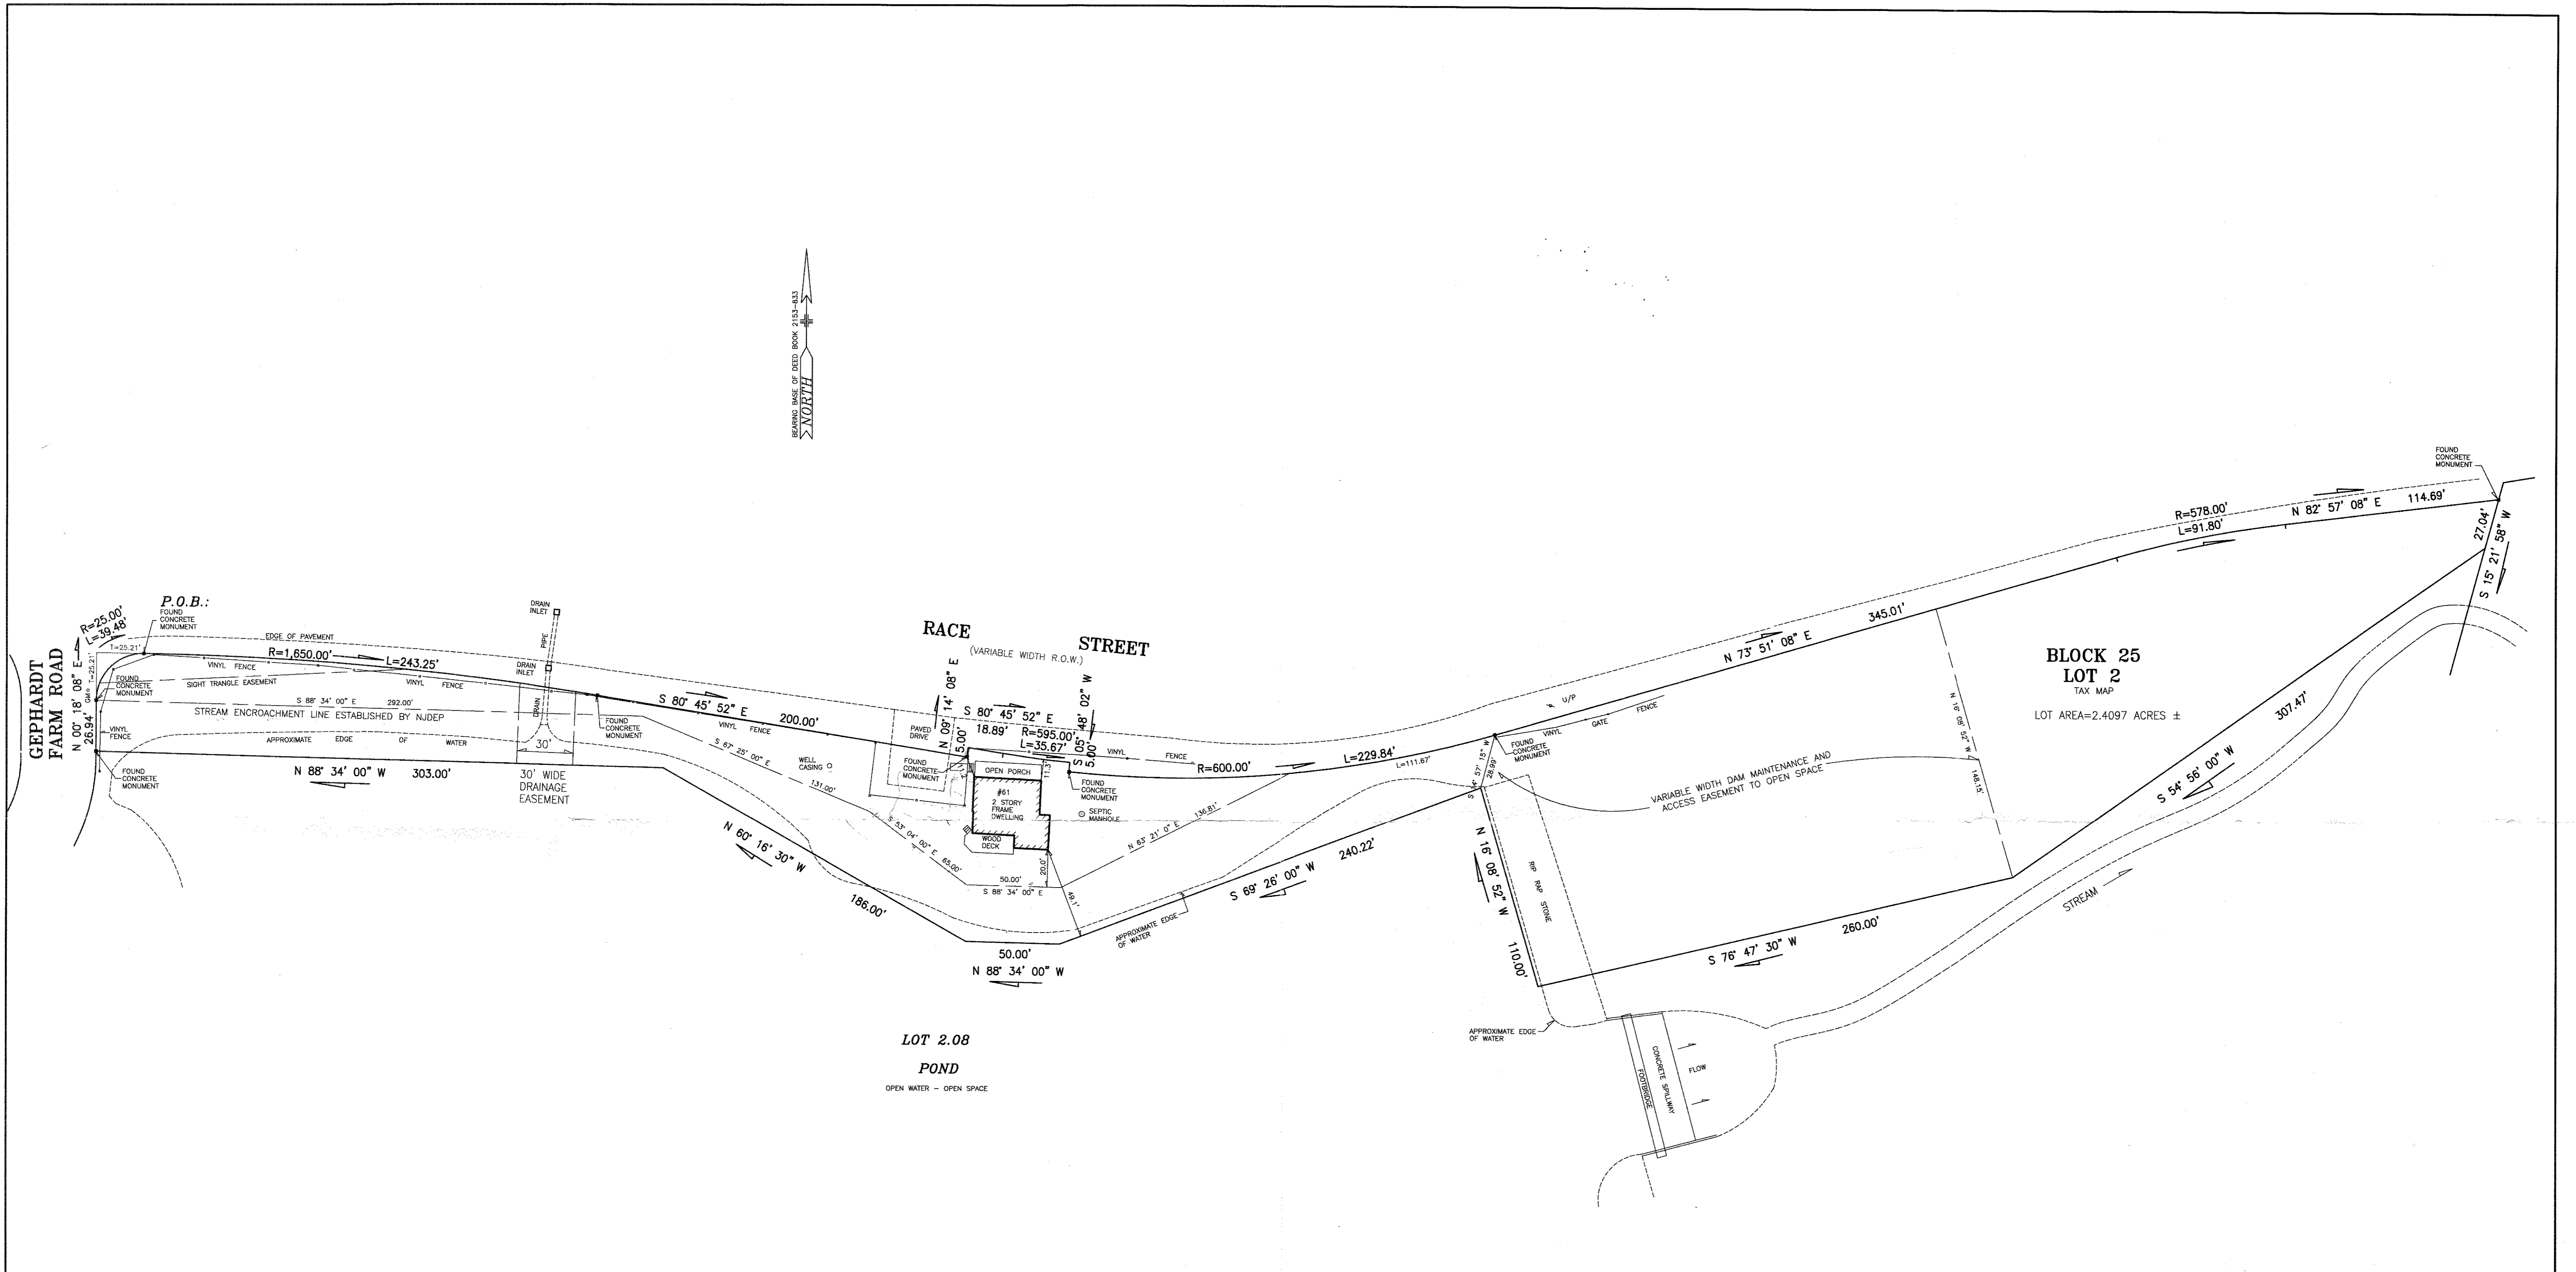 BEARING BASE OF DEED BOOK 2153-833
NORTH
GEPHARDT
FARM ROAD
N 00° 18' 08" E
26.94'
R=25.00'
L=39.48'
T=25.21'
T=25.21'
P.O.B.:
FOUND
CONCRETE
MONUMENT
EDGE OF PAVEMENT
R=1,650.00'
L=243.25'
VINYL FENCE
VINYL FENCE
SIGHT TRANGLE EASEMENT
FOUND
CONCRETE
MONUMENT
S 88° 34' 00" E 292.00'
STREAM ENCROACHMENT LINE ESTABLISHED BY NJDEP
VINYL
FENCE
APPROXIMATE EDGE OF WATER
FOUND
CONCRETE
MONUMENT
N 88° 34' 00" W 303.00'
DRAIN
INLET
PIPE
DRAIN
INLET
DRAIN
30'
30' WIDE
DRAINAGE
EASEMENT
FOUND
CONCRETE
MONUMENT
S 80° 45' 52" E 200.00'
VINYL FENCE
S 67° 25' 00" E
131.00'
WELL
CASING
N 60° 16' 30" W
186.00'
RACE STREET
(VARIABLE WIDTH R.O.W.)
PAVED
DRIVE
N 09° 14' 08" E
5.00'
S 80° 45' 52" E
18.89'
R=595.00'
L=35.67'
S 05° 48' 02" W
5.00'
FOUND
CONCRETE
MONUMENT
OPEN PORCH
11.3'
#61
2 STORY
FRAME
DWELLING
WOOD
DECK
VINYL FENCE
FOUND
CONCRETE
MONUMENT
SEPTIC
MANHOLE
S 53° 04' 00" E 65.00'
50.00'
S 88° 34' 00" E
20.0'
49.1'
N 63° 21' 0" E 136.81'
50.00'
N 88° 34' 00" W
R=600.00'
L=229.84'
L=111.67'
APPROXIMATE EDGE
OF WATER
S 69° 26' 00" W 240.22'
28.99'
FOUND
CONCRETE
MONUMENT
U/P
VINYL GATE FENCE
N 16° 08' 52" W
110.00'
RIP RAP STONE
VARIABLE WIDTH DAM MAINTENANCE AND
ACCESS EASEMENT TO OPEN SPACE
N 73° 51' 08" E 345.01'
N 16° 08' 52" W
148.15'
BLOCK 25
LOT 2
TAX MAP
LOT AREA=2.4097 ACRES ±
R=578.00'
L=91.80'
N 82° 57' 08" E 114.69'
FOUND
CONCRETE
MONUMENT
27.04'
S 15° 21' 58" W
307.47'
S 54° 56' 00" W
STREAM
S 76° 47' 30" W 260.00'
APPROXIMATE EDGE
OF WATER
FOOTBRIDGE
CONCRETE SPILLWAY
FLOW
LOT 2.08
POND
OPEN WATER - OPEN SPACE